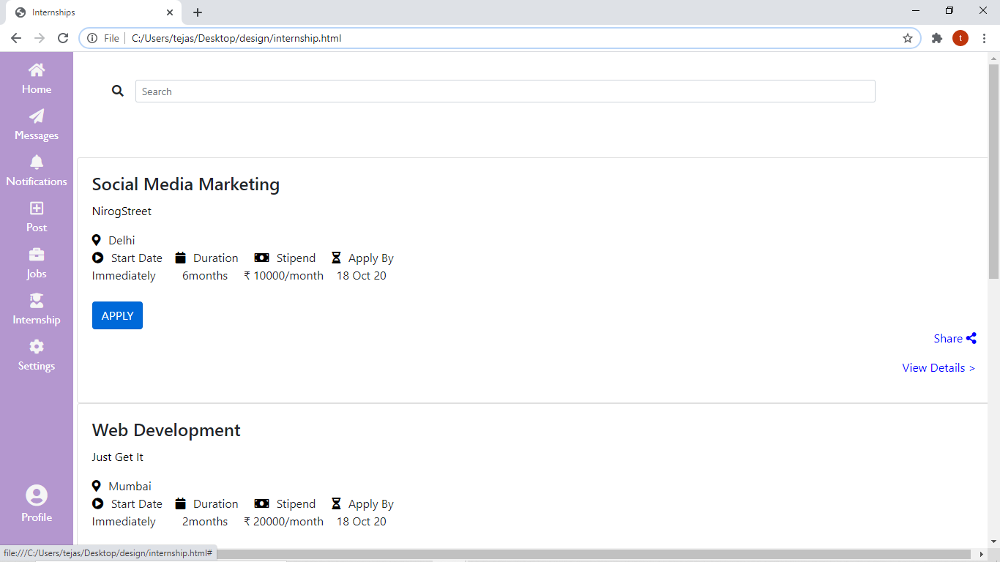 Internships
File
C:/Users/tejas/Desktop/design/internship.html
t
Home
Messages
Notifications
Post
Jobs
Internship
Settings
Profile
Search
Social Media Marketing
NirogStreet
Delhi
Start Date Duration Stipend Apply By
Immediately 6months ₹ 10000/month 18 Oct 20
APPLY
Share
View Details >
Web Development
Just Get It
Mumbai
Start Date Duration Stipend Apply By
Immediately 2months ₹ 20000/month 18 Oct 20
file:///C:/Users/tejas/Desktop/design/internship.html#